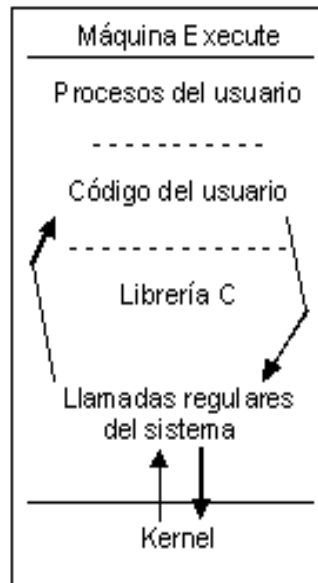 Máquina Execute
Procesos del usuario
Código del usuario
Librería C
Llamadas regulares
del sistema
Kernel